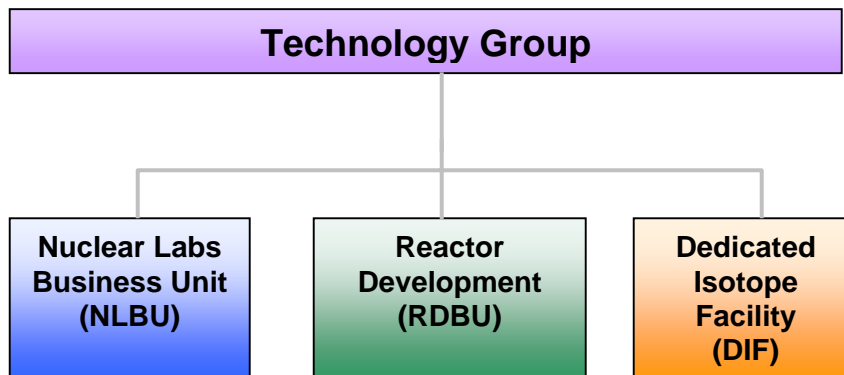 Technology Group
Nuclear Labs
Business Unit
(NLBU)
Reactor
Development
(RDBU)
Dedicated
Isotope
Facility
(DIF)